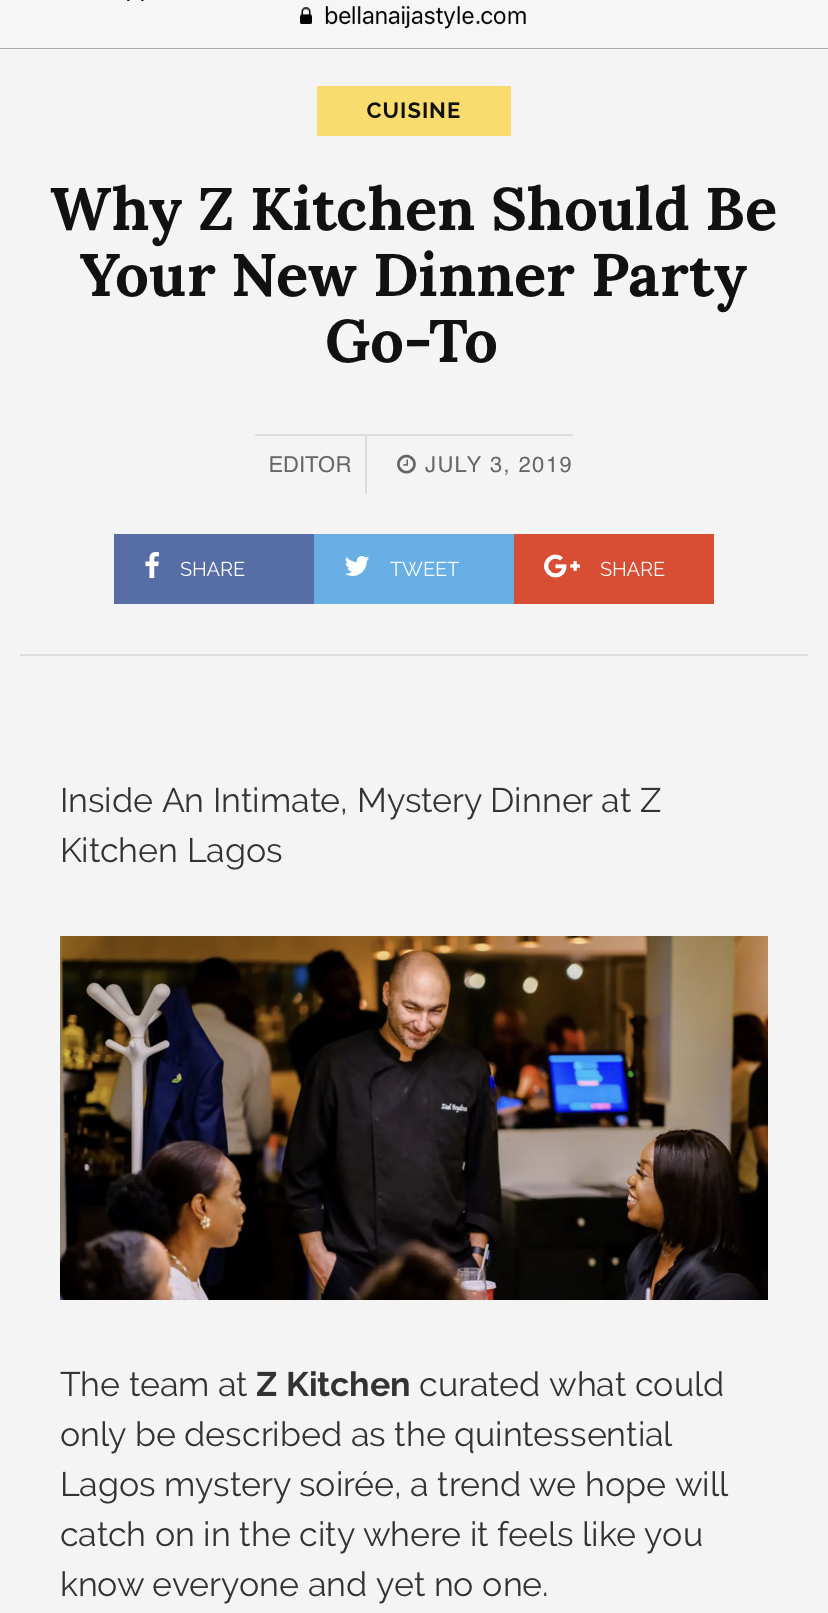 bellanaijastyle.com
CUISINE
Why Z Kitchen Should Be
Your New Dinner Party
Go-To
EDITOR
JULY 3, 2019
SHARE
TWEET
G+ SHARE
Inside An Intimate, Mystery Dinner at Z
Kitchen Lagos
The team at Z Kitchen curated what could
only be described as the quintessential
Lagos mystery soirée, a trend we hope will
catch on in the city where it feels like you
know everyone and yet no one.